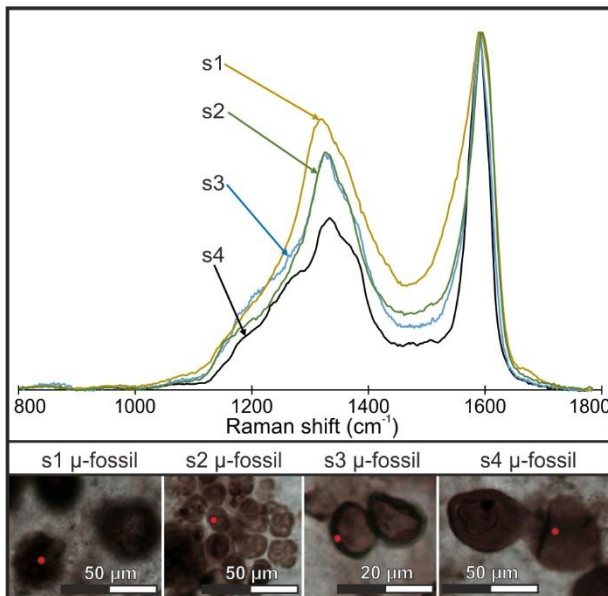 s1
s2
s3
s4
800 1000 1200 1400 1600 1800
Raman shift (cm⁻¹)
s1 µ-fossil s2 µ-fossil s3 µ-fossil s4 µ-fossil
50 µm 50 µm 20 µm 50 µm